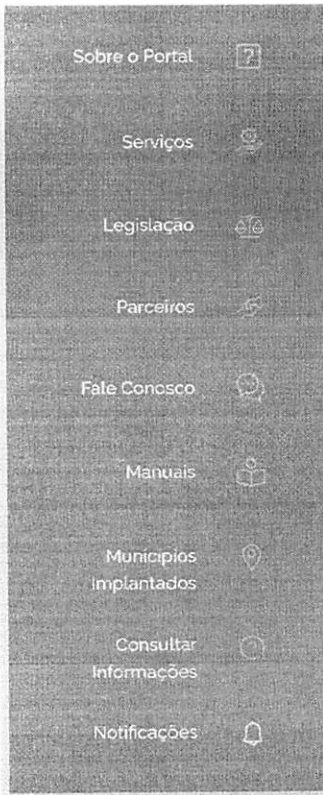 Sobre o Portal
Serviços
Legislação
Parceiros
Fale Conosco
Manuais
Municípios
Implantados
Consultar
Informações
Notificações